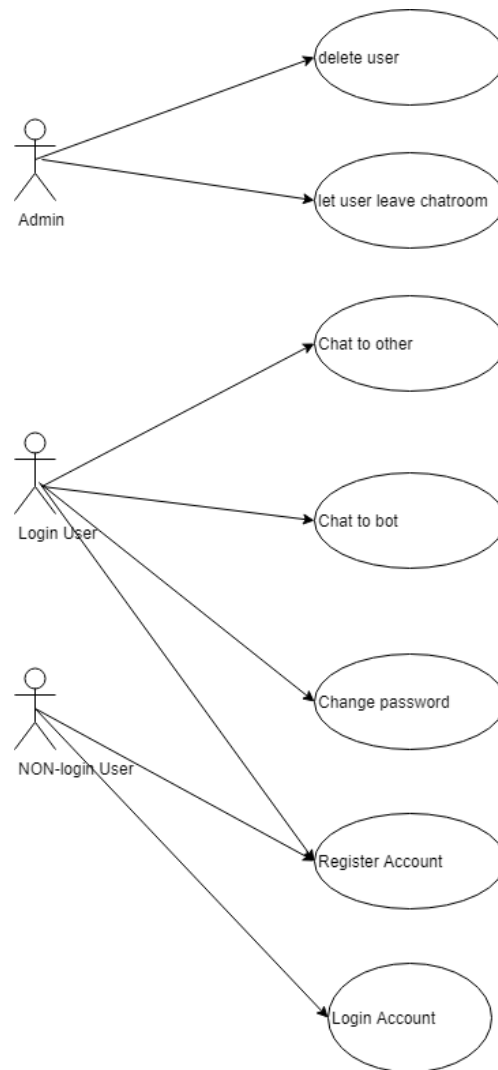 delete user
Admin
let user leave chatroom
Chat to other
Login User
Chat to bot
NON-login User
Change password
Register Account
Login Account